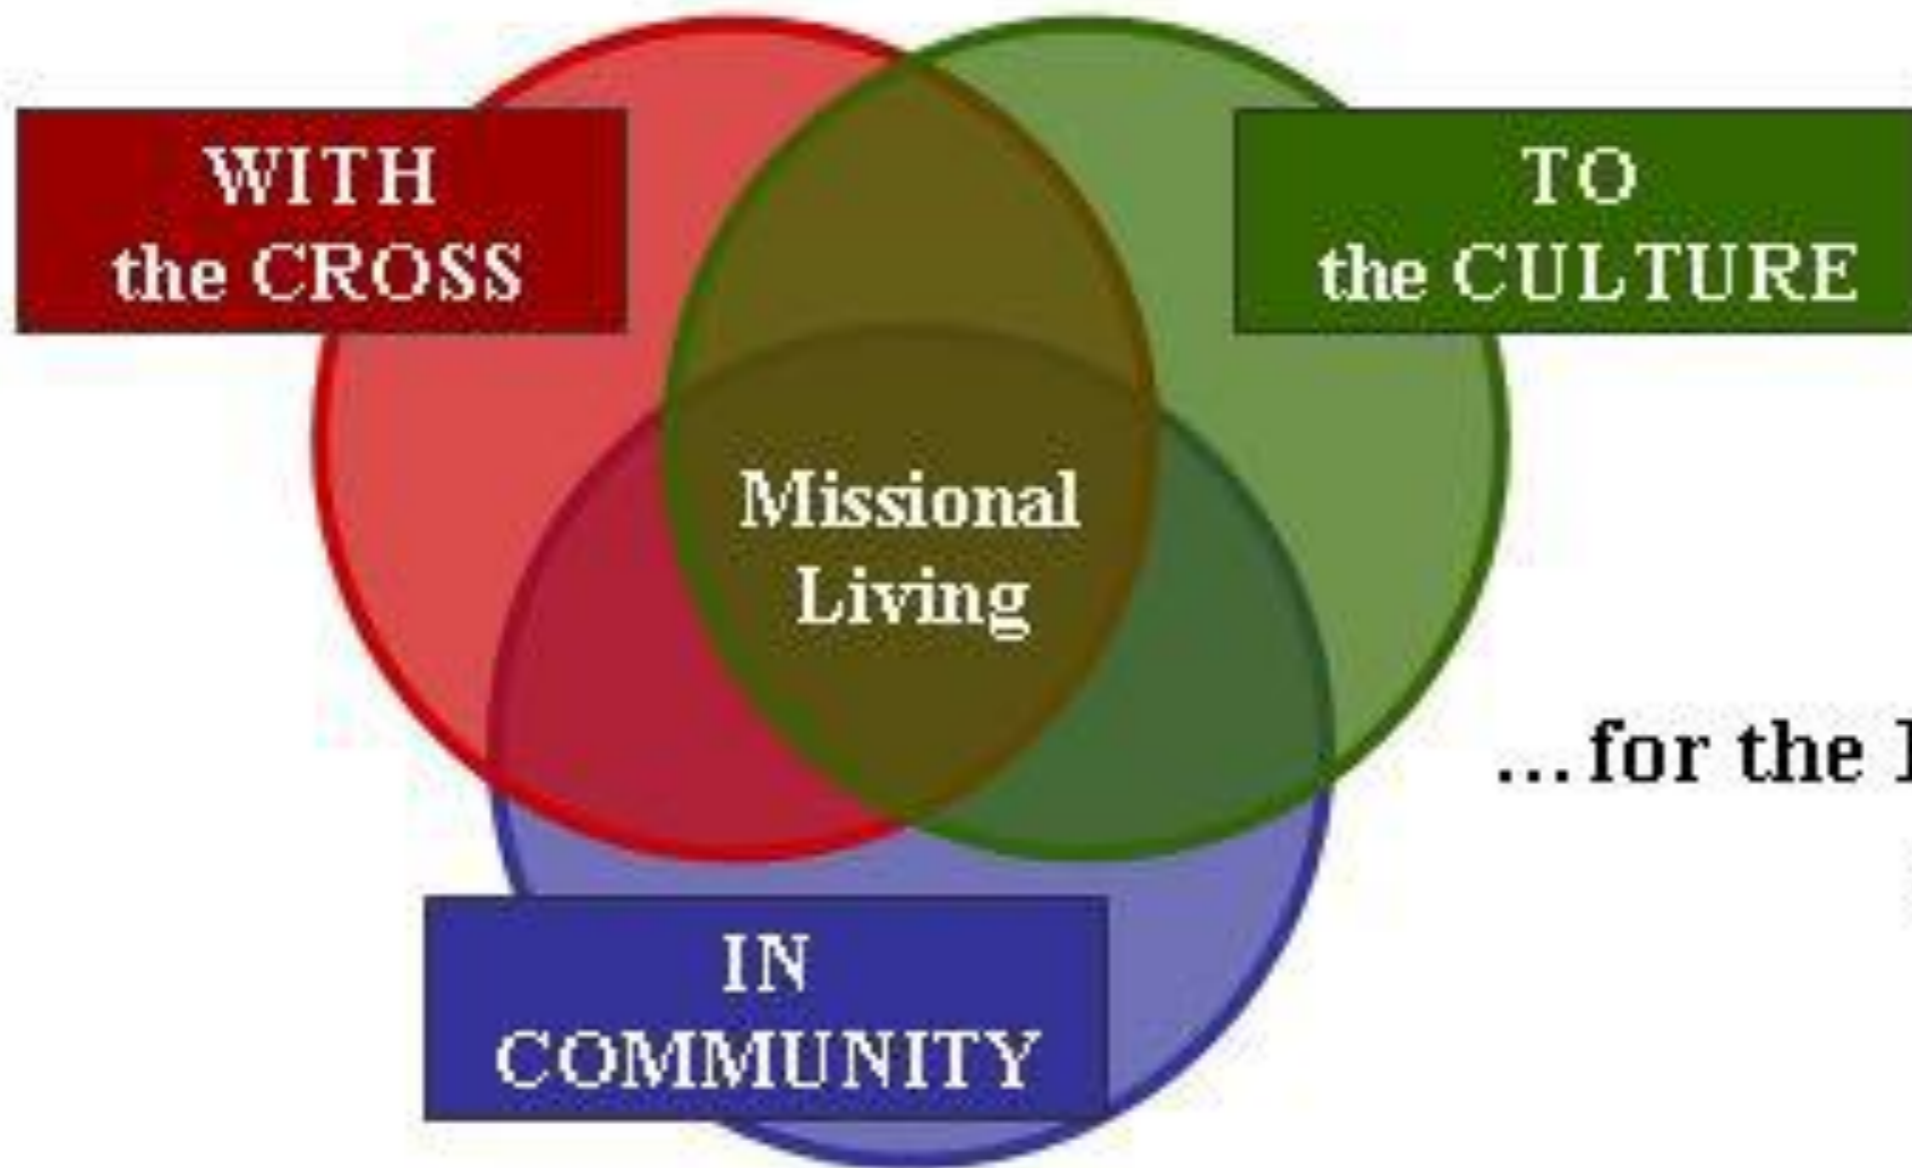 WITH
the CROSS
TO
the CULTURE
Missional
Living
...for the
IN
COMMUNITY